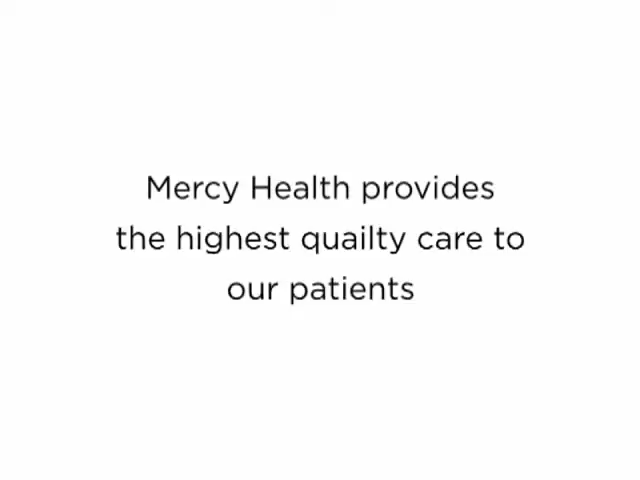 Mercy Health provides
the highest quailty care to
our patients